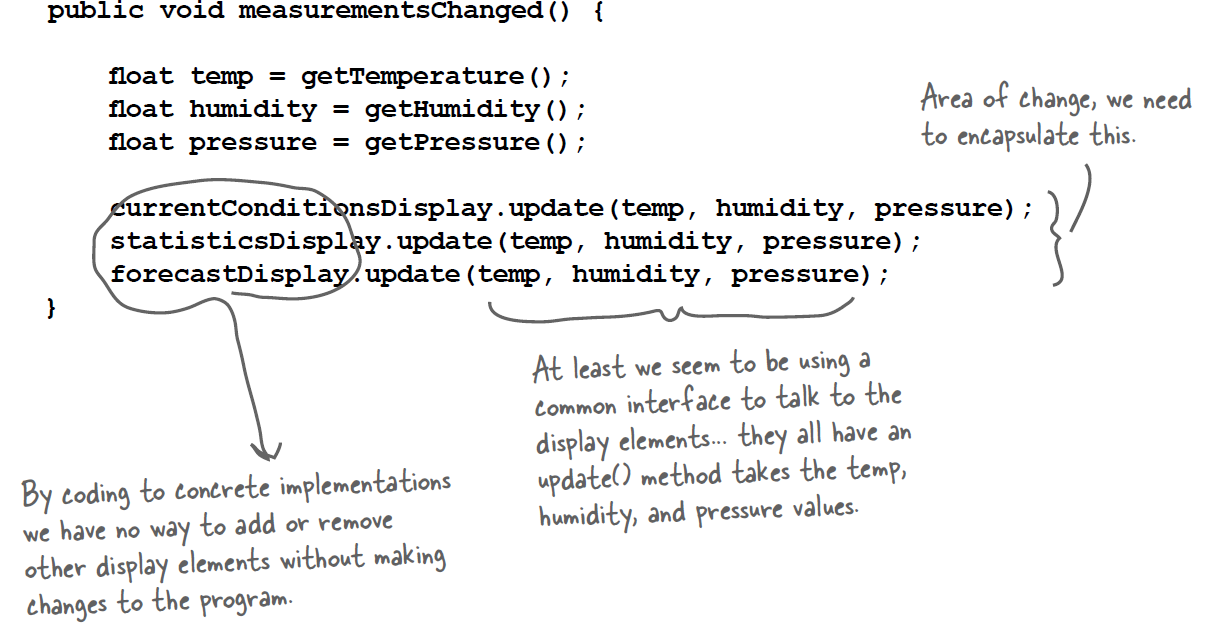 public void measurementsChanged() {
float temp = getTemperature();
float humidity = getHumidity();
float pressure = getPressure();
currentConditionsDisplay.update(temp, humidity, pressure);
statisticsDisplay.update(temp, humidity, pressure);
forecastDisplay.update(temp, humidity, pressure);
}
Area of change, we need
to encapsulate this.
At least we seem to be using a
common interface to talk to the
display elements... they all have an
update() method takes the temp,
humidity, and pressure values.
By coding to concrete implementations
we have no way to add or remove
other display elements without making
changes to the program.